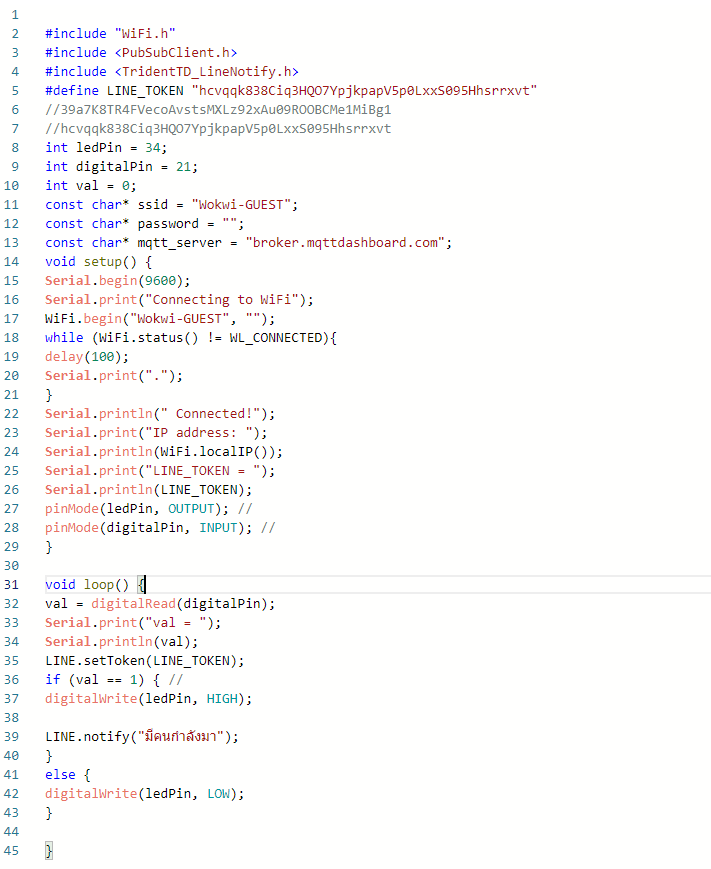 1
2 #include "WiFi.h"
3 #include <PubSubClient.h>
4 #include <TridentTD_LineNotify.h>
5 #define LINE_TOKEN "hcvqqk838Ciq3HQO7YpjkpapV5p0LxxS095Hhsrrxvt"
6 //39a7K8TR4FVecoAvstsMXLz92xAu09ROOBCMe1MiBg1
7 //hcvqqk838Ciq3HQO7YpjkpapV5p0LxxS095Hhsrrxvt
8 int ledPin = 34;
9 int digitalPin = 21;
10 int val = 0;
11 const char* ssid = "Wokwi-GUEST";
12 const char* password = "";
13 const char* mqtt_server = "broker.mqttdashboard.com";
14 void setup() {
15 Serial.begin(9600);
16 Serial.print("Connecting to WiFi");
17 WiFi.begin("Wokwi-GUEST", "");
18 while (WiFi.status() != WL_CONNECTED){
19 delay(100);
20 Serial.print(".");
21 }
22 Serial.println(" Connected!");
23 Serial.print("IP address: ");
24 Serial.println(WiFi.localIP());
25 Serial.print("LINE_TOKEN = ");
26 Serial.println(LINE_TOKEN);
27 pinMode(ledPin, OUTPUT); //
28 pinMode(digitalPin, INPUT); //
29 }
30
31 void loop() {
32 val = digitalRead(digitalPin);
33 Serial.print("val = ");
34 Serial.println(val);
35 LINE.setToken(LINE_TOKEN);
36 if (val == 1) { //
37 digitalWrite(ledPin, HIGH);
38
39 LINE.notify("มีคนกำลังมา");
40 }
41 else {
42 digitalWrite(ledPin, LOW);
43 }
44
45 }